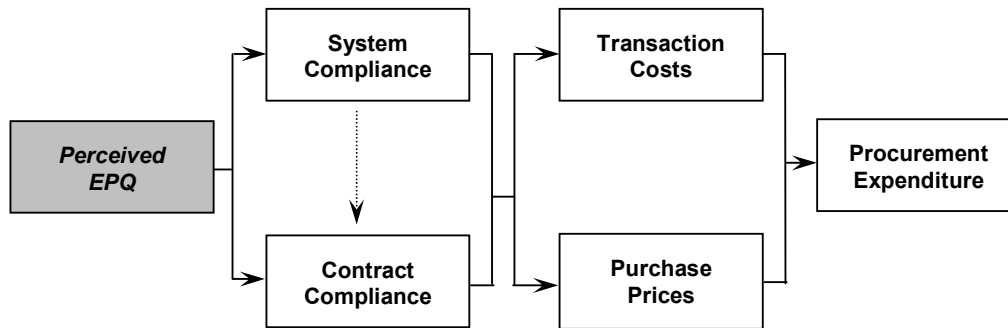 Perceived
EPQ
System
Compliance
Contract
Compliance
Transaction
Costs
Purchase
Prices
Procurement
Expenditure